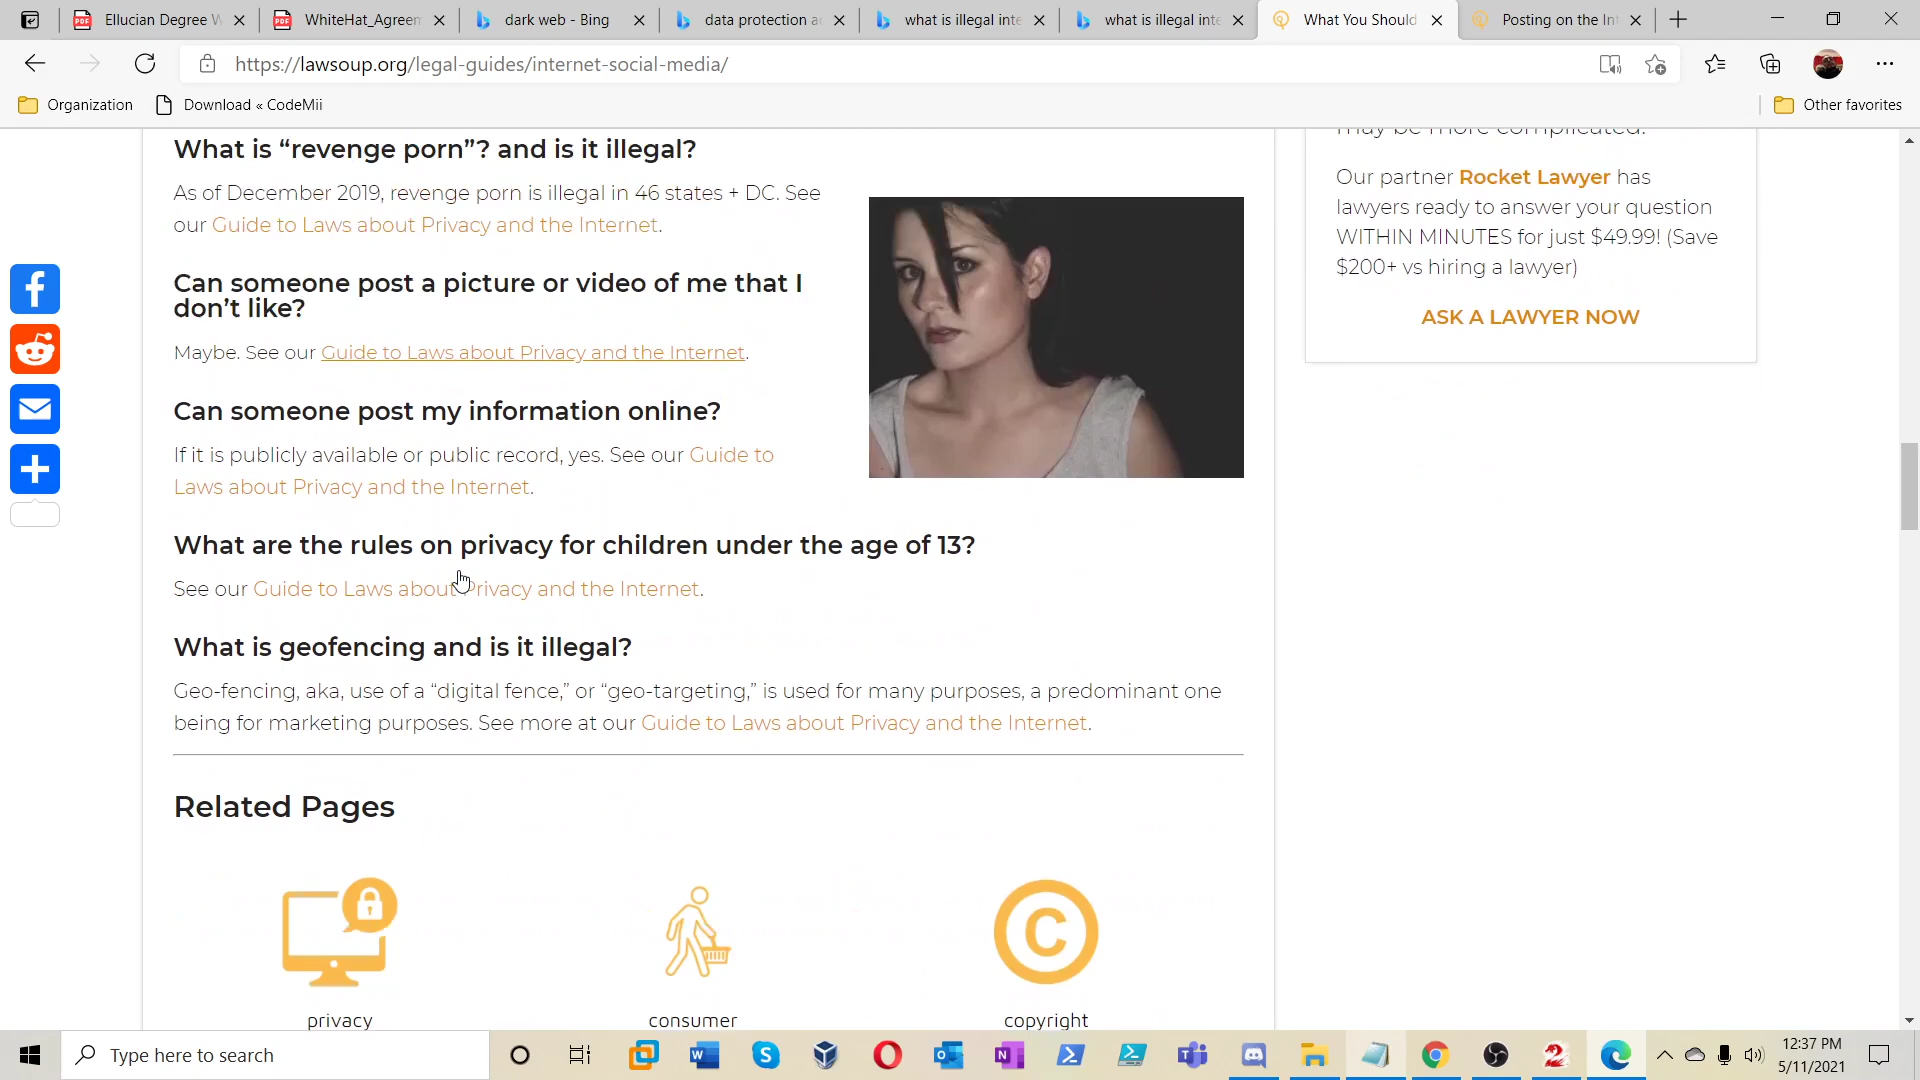 Ellucian Degree W
WhiteHat_Agreem
dark web - Bing
data protection a
what is illegal inte
what is illegal inte
What You Should
Posting on the Int
https://lawsoup.org/legal-guides/internet-social-media/
Organization
Download « CodeMii
Other favorites
What is “revenge porn”? and is it illegal?
As of December 2019, revenge porn is illegal in 46 states + DC. See
our Guide to Laws about Privacy and the Internet.
Can someone post a picture or video of me that I
don’t like?
Maybe. See our Guide to Laws about Privacy and the Internet.
Can someone post my information online?
If it is publicly available or public record, yes. See our Guide to
Laws about Privacy and the Internet.
What are the rules on privacy for children under the age of 13?
See our Guide to Laws about Privacy and the Internet.
What is geofencing and is it illegal?
Geo-fencing, aka, use of a “digital fence,” or “geo-targeting,” is used for many purposes, a predominant one
being for marketing purposes. See more at our Guide to Laws about Privacy and the Internet.
Related Pages
privacy
consumer
copyright
may be more complicated.
Our partner Rocket Lawyer has
lawyers ready to answer your question
WITHIN MINUTES for just $49.99! (Save
$200+ vs hiring a lawyer)
ASK A LAWYER NOW
Type here to search
12:37 PM
5/11/2021